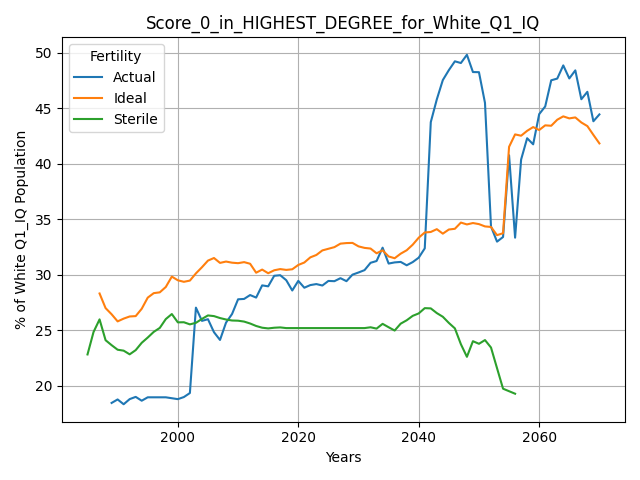 Score_0_in_HIGHEST_DEGREE_for_White_Q1_IQ
Fertility
Actual
Ideal
Sterile
% of White Q1_IQ Population
50
45
40
35
30
25
20
2000
2020
2040
2060
Years